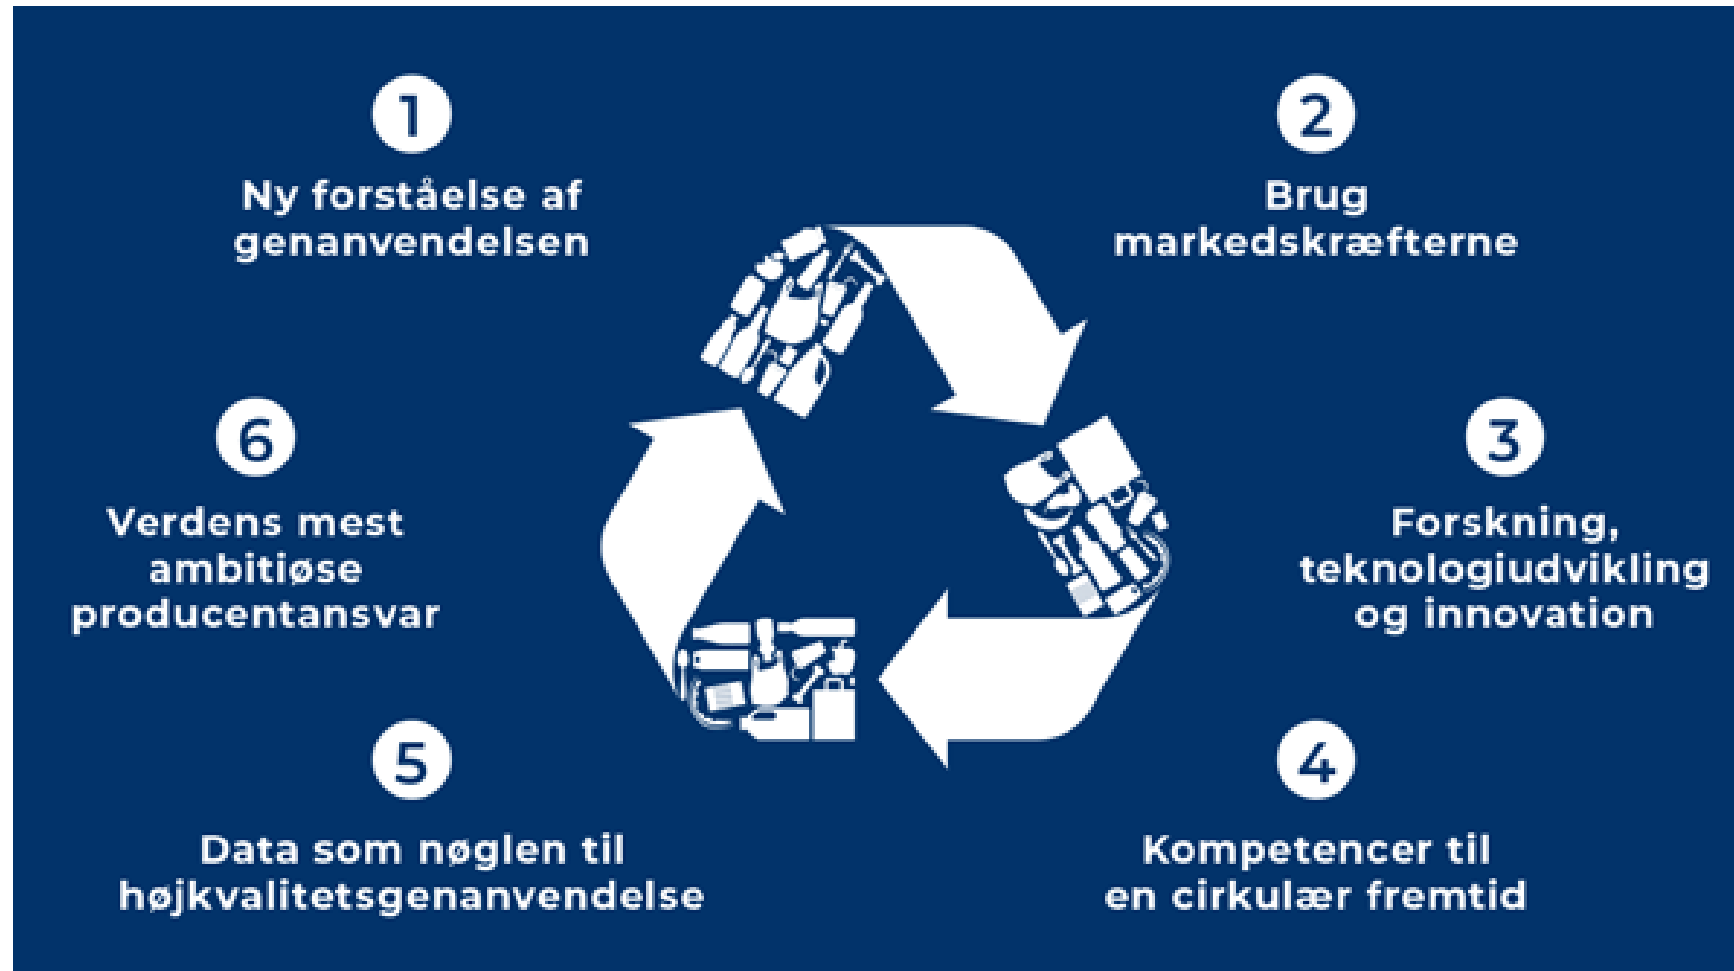 1
Ny forståelse af
genanvendelsen
2
Brug
markedskræfterne
3
Forskning,
teknologiudvikling
og innovation
4
Kompetencer til
en cirkulær fremtid
5
Data som nøglen til
højkvalitetsgenanvendelse
6
Verdens mest
ambitiøse
producentansvar